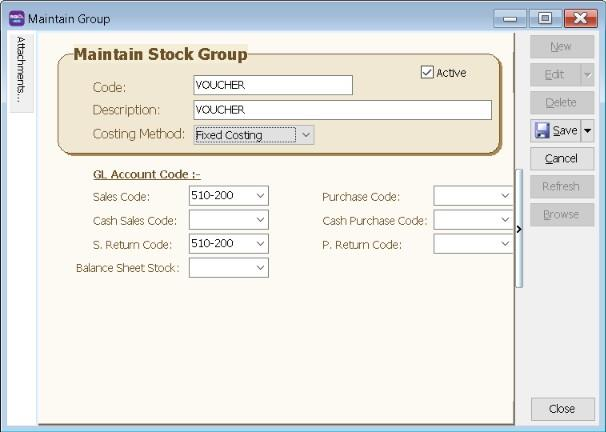 Maintain Group
Attachments...
Maintain Stock Group
Active
Code: VOUCHER
Description: VOUCHER
Costing Method: Fixed Costing
GL Account Code :-
Sales Code: 510-200 Purchase Code:
Cash Sales Code: Cash Purchase Code:
S. Return Code: 510-200 P. Return Code:
Balance Sheet Stock:
New
Edit
Delete
Save
Cancel
Refresh
Browse
Close